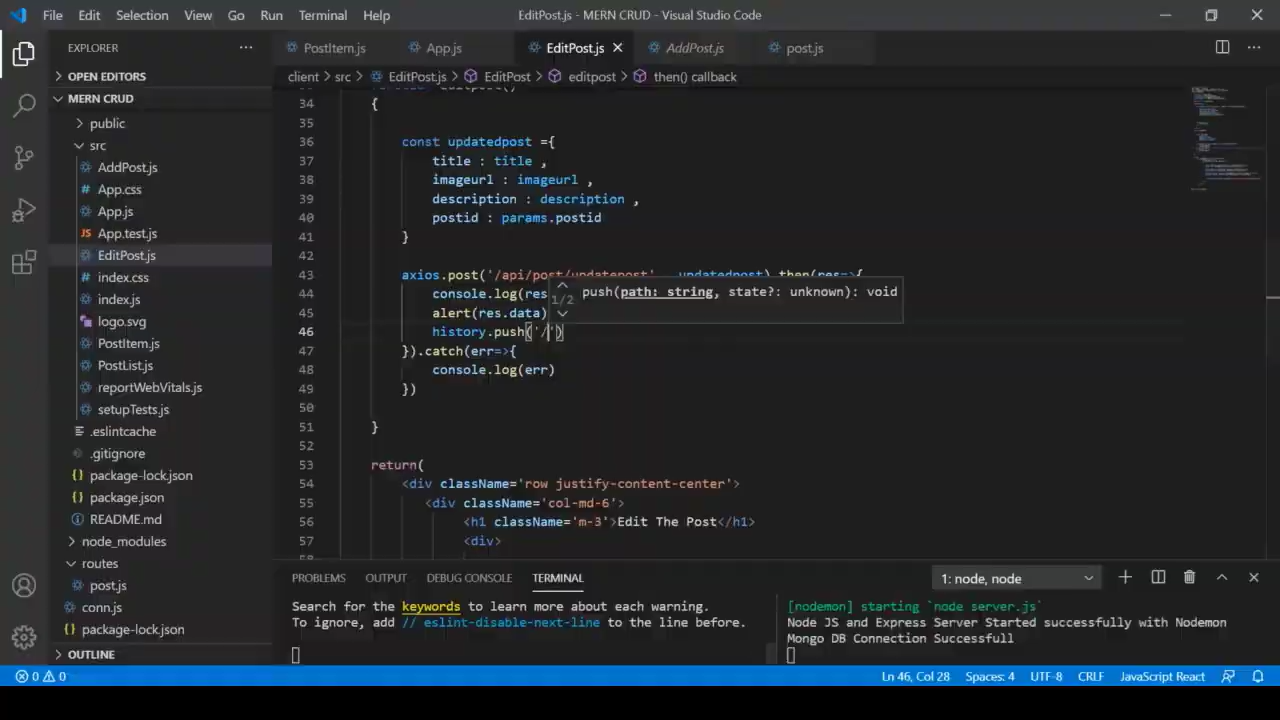 File Edit Selection View Go Run Terminal Help EditPost.js - MERN CRUD - Visual Studio Code
EXPLORER ...
PostItem.js App.js EditPost.js AddPost.js post.js
OPEN EDITORS
client > src > EditPost.js > EditPost > editpost > then() callback
MERN CRUD
public
src
AddPost.js
App.css
App.js
App.test.js
EditPost.js
index.css
index.js
logo.svg
PostItem.js
PostList.js
reportWebVitals.js
setupTests.js
.eslintcache
.gitignore
package-lock.json
package.json
README.md
node_modules
routes
post.js
conn.js
package-lock.json
OUTLINE
34 {
35
36 const updatedpost ={
37 title : title ,
38 imageurl : imageurl ,
39 description : description ,
40 postid : params.postid
41 }
42
43 axios.post('/api/post/updatepost' , updatedpost).then(res=>{
44 console.log(res
1/2 push(path: string, state?: unknown): void
45 alert(res.data)
46 history.push('/')
47 }).catch(err=>{
48 console.log(err)
49 })
50
51 }
52
53 return(
54 <div className='row justify-content-center'>
55 <div className='col-md-6'>
56 <h1 className='m-3'>Edit The Post</h1>
57 <div>
PROBLEMS OUTPUT DEBUG CONSOLE TERMINAL 1: node, node
Search for the keywords to learn more about each warning.
To ignore, add // eslint-disable-next-line to the line before.
[nodemon] starting `node server.js`
Node JS and Express Server Started successfully with Nodemon
Mongo DB Connection Successfull
0 0 Ln 46, Col 28 Spaces: 4 UTF-8 CRLF JavaScript React